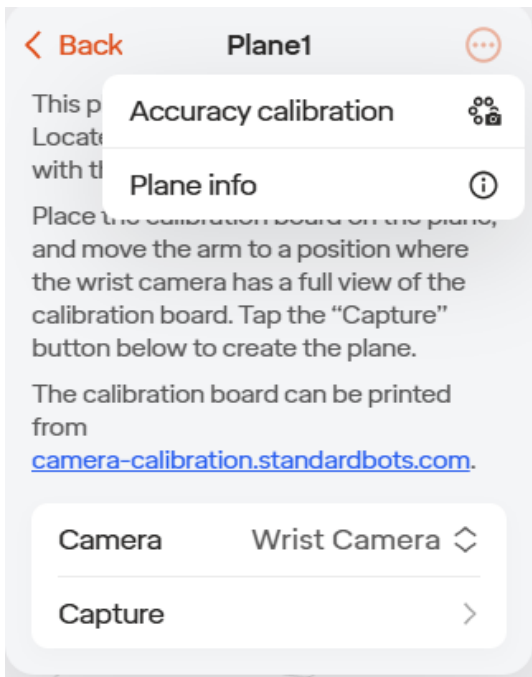 Back
Plane1
Accuracy calibration
Plane info
This p
Locate
with th
Place the calibration board on the plane,
and move the arm to a position where
the wrist camera has a full view of the
calibration board. Tap the “Capture”
button below to create the plane.
The calibration board can be printed
from
camera-calibration.standardbots.com.
Camera
Wrist Camera
Capture